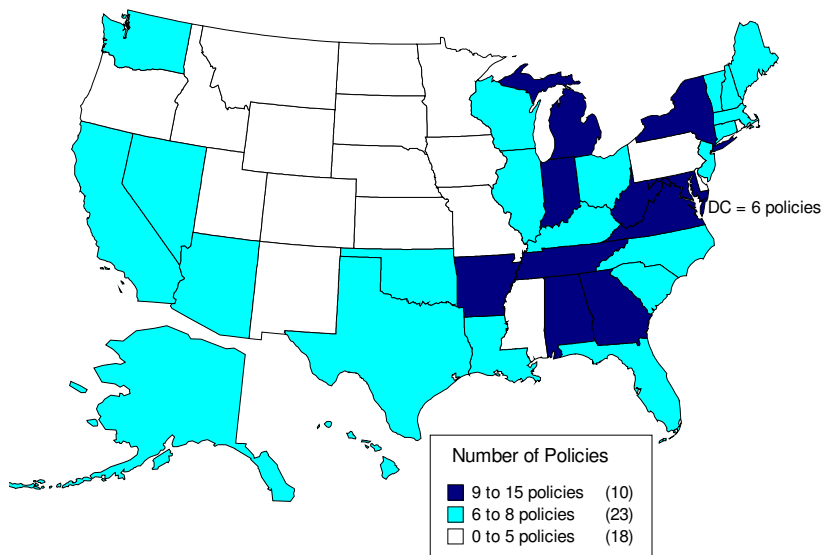 DC = 6 policies
Number of Policies
9 to 15 policies (10)
6 to 8 policies (23)
0 to 5 policies (18)